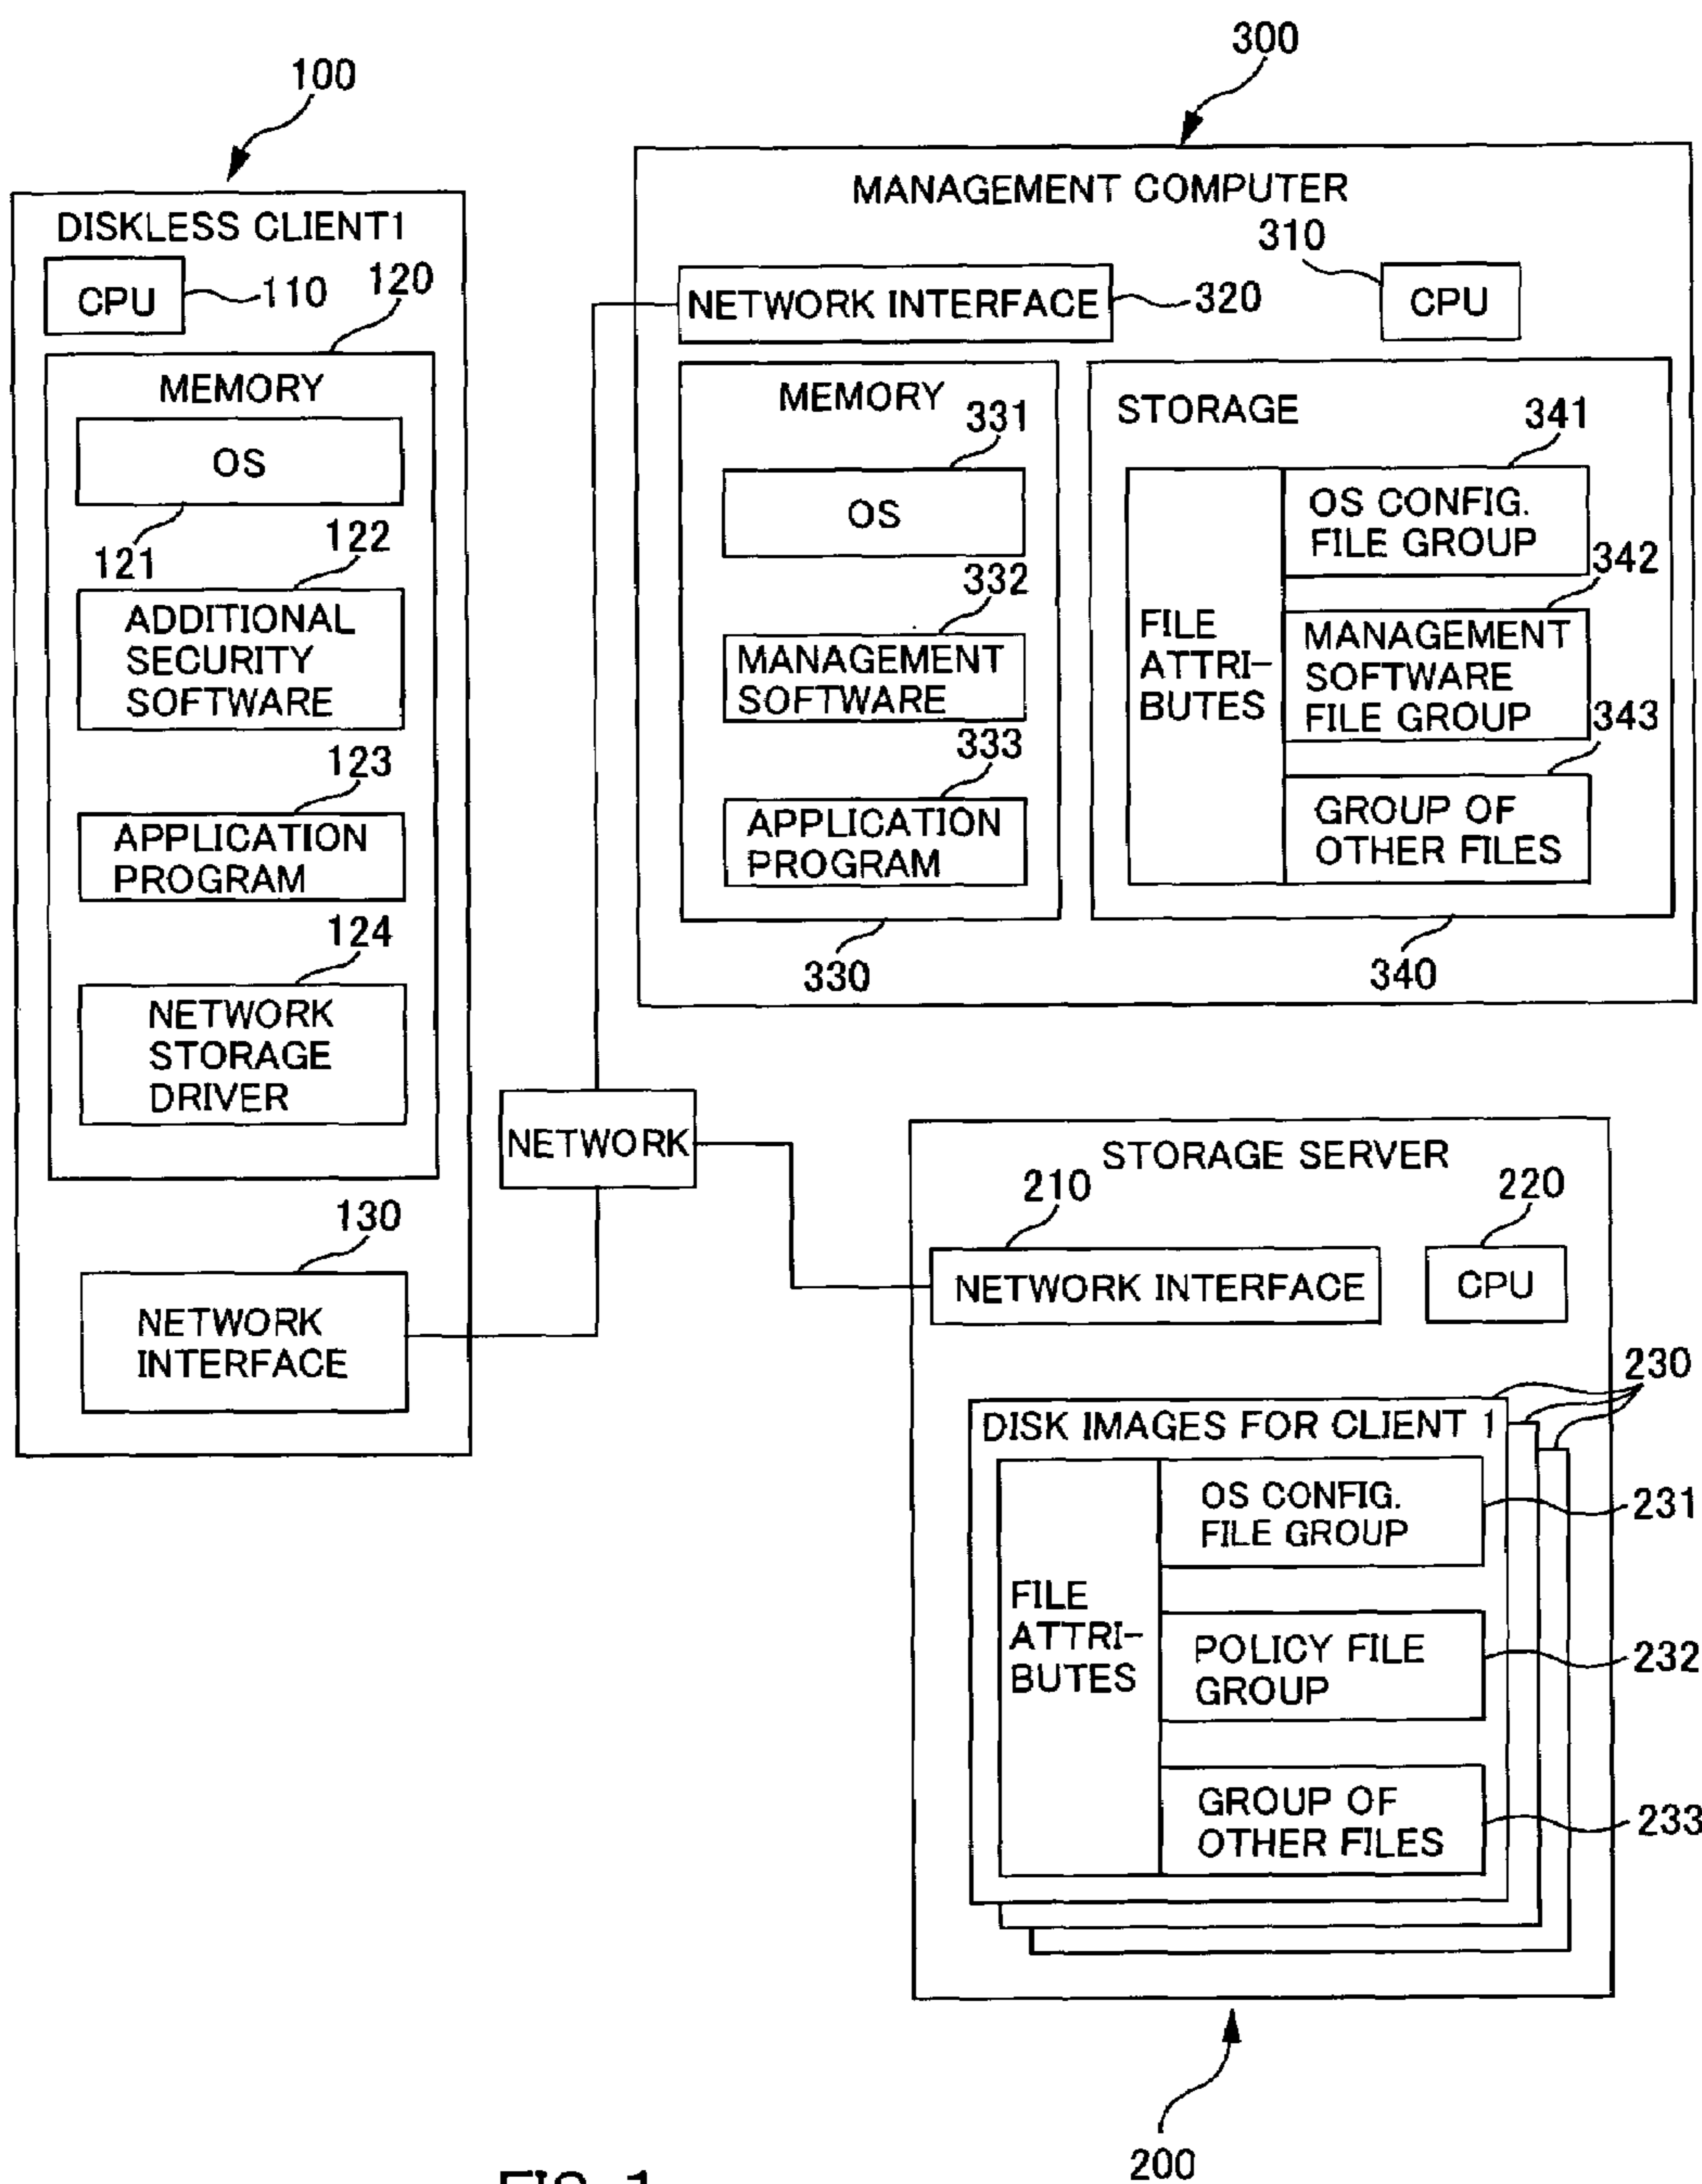 100
DISKLESS CLIENT1
CPU
110
120
MEMORY
OS
121
122
ADDITIONAL
SECURITY
SOFTWARE
123
APPLICATION
PROGRAM
124
NETWORK
STORAGE
DRIVER
130
NETWORK
INTERFACE
NETWORK
300
MANAGEMENT COMPUTER
310
NETWORK INTERFACE
320
CPU
MEMORY
331
OS
332
MANAGEMENT
SOFTWARE
333
APPLICATION
PROGRAM
330
STORAGE
341
FILE
ATTRI-
BUTES
OS CONFIG.
FILE GROUP
342
MANAGEMENT
SOFTWARE
FILE GROUP
343
GROUP OF
OTHER FILES
340
STORAGE SERVER
210
220
NETWORK INTERFACE
CPU
230
DISK IMAGES FOR CLIENT 1
FILE
ATTRI-
BUTES
OS CONFIG.
FILE GROUP
231
POLICY FILE
GROUP
232
GROUP OF
OTHER FILES
233
200
FIG. 1